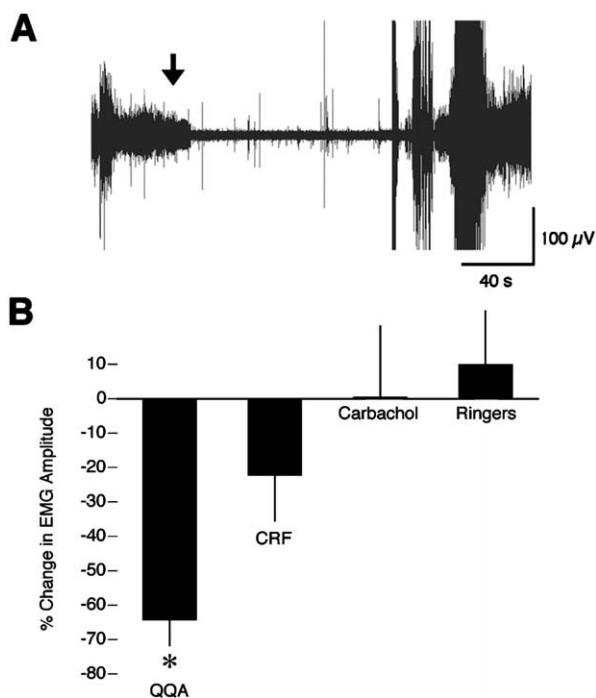 A
100 µV
40 s
B
% Change in EMG Amplitude
10
0
-10
-20
-30
-40
-50
-60
-70
-80
Carbachol
Ringers
CRF
*
QQA